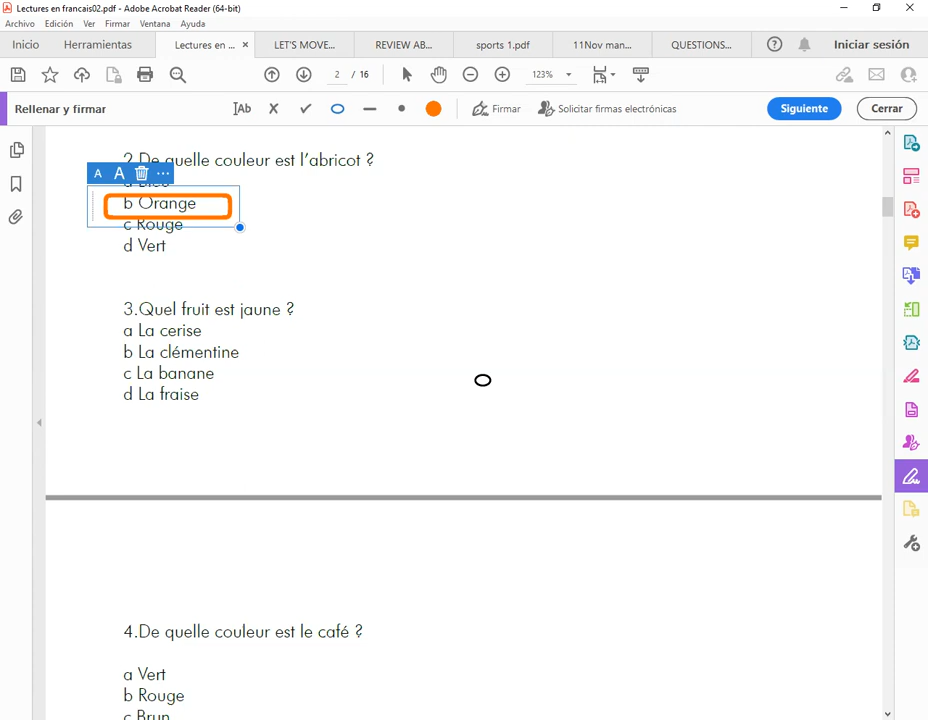 Lectures en francais02.pdf - Adobe Acrobat Reader (64-bit)
Archivo Edición Ver Firmar Ventana Ayuda
Inicio Herramientas Lectures en ... × LET'S MOVE... REVIEW AB... sports 1.pdf 11Nov man... QUESTIONS... Iniciar sesión
2 / 16 123%
Rellenar y firmar Ab Firmar Solicitar firmas electrónicas Siguiente Cerrar
2.De quelle couleur est l'abricot ?
A A ...
a Bleu
b Orange
c Rouge
d Vert
3.Quel fruit est jaune ?
a La cerise
b La clémentine
c La banane
d La fraise
4.De quelle couleur est le café ?
a Vert
b Rouge
c Brun